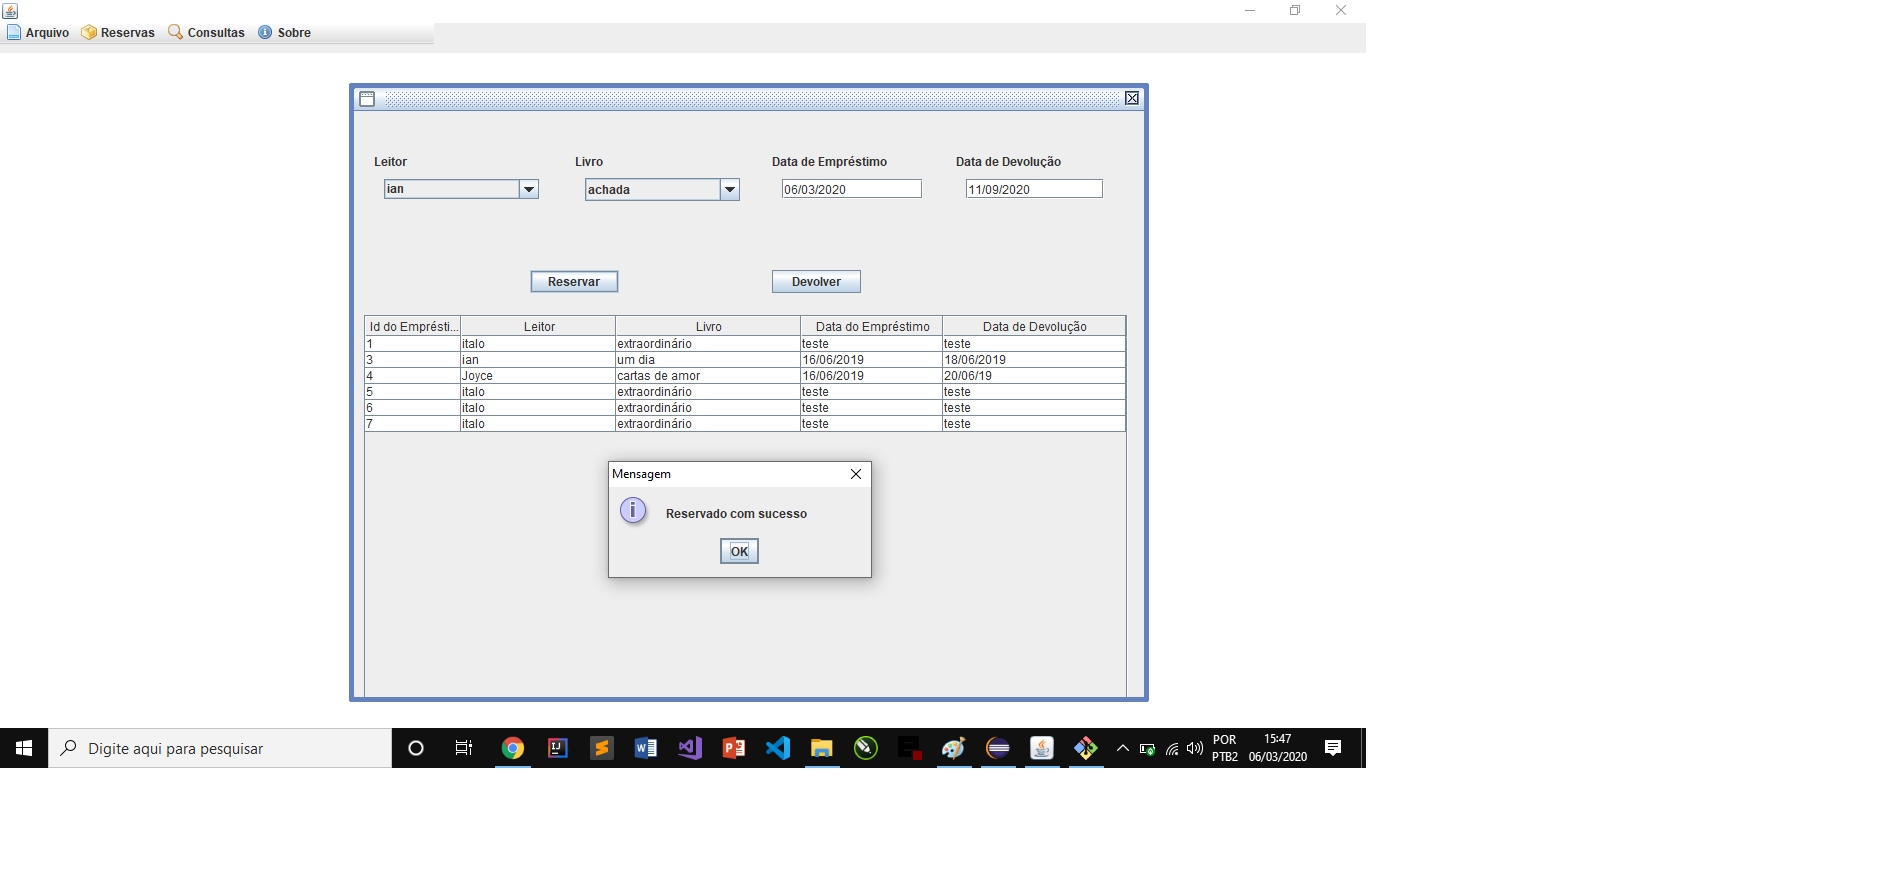 Arquivo Reservas Consultas Sobre
Leitor Livro Data de Empréstimo Data de Devolução
ian achada 06/03/2020 11/09/2020
Reservar Devolver
Id do Emprésti... Leitor Livro Data do Empréstimo Data de Devolução
1 italo extraordinário teste teste
3 ian um dia 16/06/2019 18/06/2019
4 Joyce cartas de amor 16/06/2019 20/06/19
5 italo extraordinário teste teste
6 italo extraordinário teste teste
7 italo extraordinário teste teste
Mensagem
Reservado com sucesso
OK
Digite aqui para pesquisar
POR 15:47
PTB2 06/03/2020